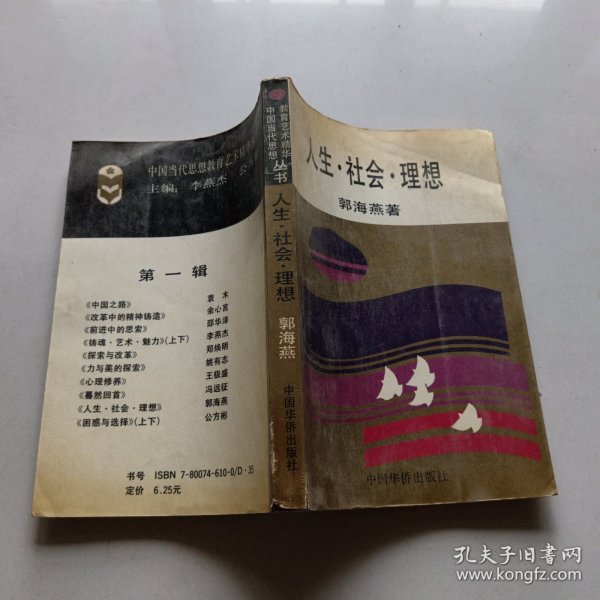 中国当代思想教育艺术精华
主编：李燕杰 公
第一辑
《中国之路》 袁木
《改革中的精神铸造》 余心言
《前进中的思索》 邵华泽
《铸魂·艺术·魅力》(上下) 李燕杰
《探索与改革》 郑焕明
《力与美的探索》 姚有志
《心理修养》 王极盛
《蓦然回首》 冯远征
《人生·社会·理想》 郭海燕
《困惑与选择》(上下) 公方彬
书号 ISBN 7-80074-610-0/D·35
定价 6.25元
中国当代思想
教育艺术精华
丛书
人生·社会·理想
郭海燕
中国华侨出版社
人生·社会·理想
郭海燕著
中国华侨出版社
孔夫子旧书网
www.kongfz.com